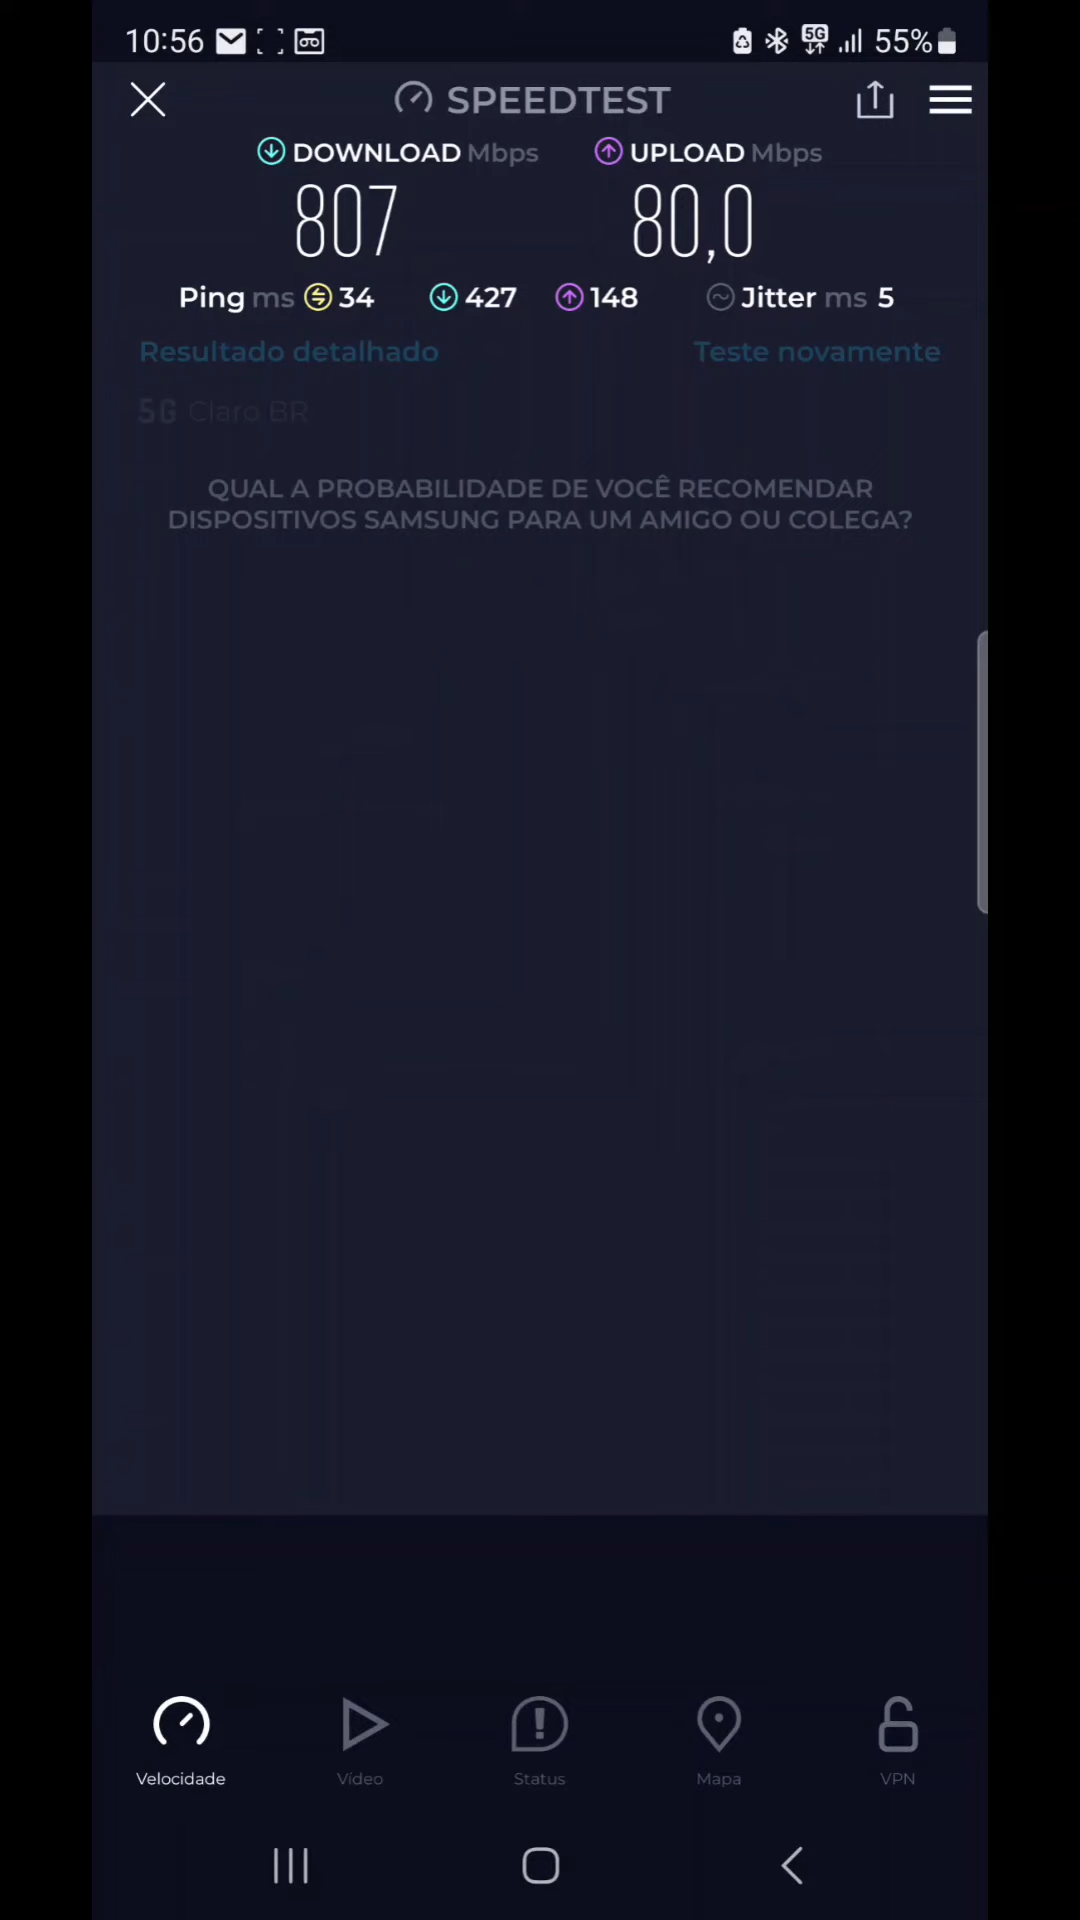 10:56 5G 55%
SPEEDTEST
DOWNLOAD Mbps UPLOAD Mbps
807 80,0
Ping ms 34 427 148 Jitter ms 5
Resultado detalhado Teste novamente
5G Claro BR
QUAL A PROBABILIDADE DE VOCÊ RECOMENDAR
DISPOSITIVOS SAMSUNG PARA UM AMIGO OU COLEGA?
Velocidade Vídeo Status Mapa VPN